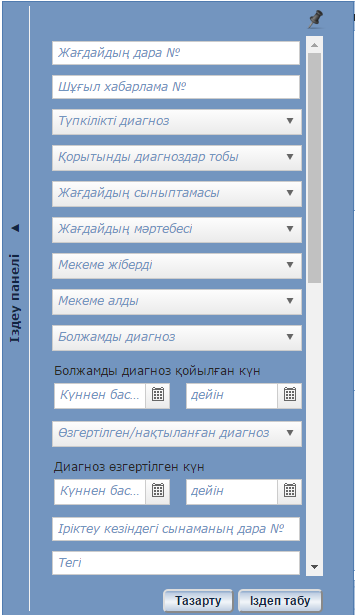 Іздеу панелі
Жағдайдың дара №
Шұғыл хабарлама №
Түпкілікті диагноз
Қорытынды диагноздар тобы
Жағдайдың сыныптамасы
Жағдайдың мәртебесі
Мекеме жіберді
Мекеме алды
Болжамды диагноз
Болжамды диагноз қойылған күн
Күннен бас... дейін
Өзгертілген/нақтыланған диагноз
Диагноз өзгертілген күн
Күннен бас... дейін
Іріктеу кезіндегі сынаманың дара №
Тегі
Тазарту Іздеп табу